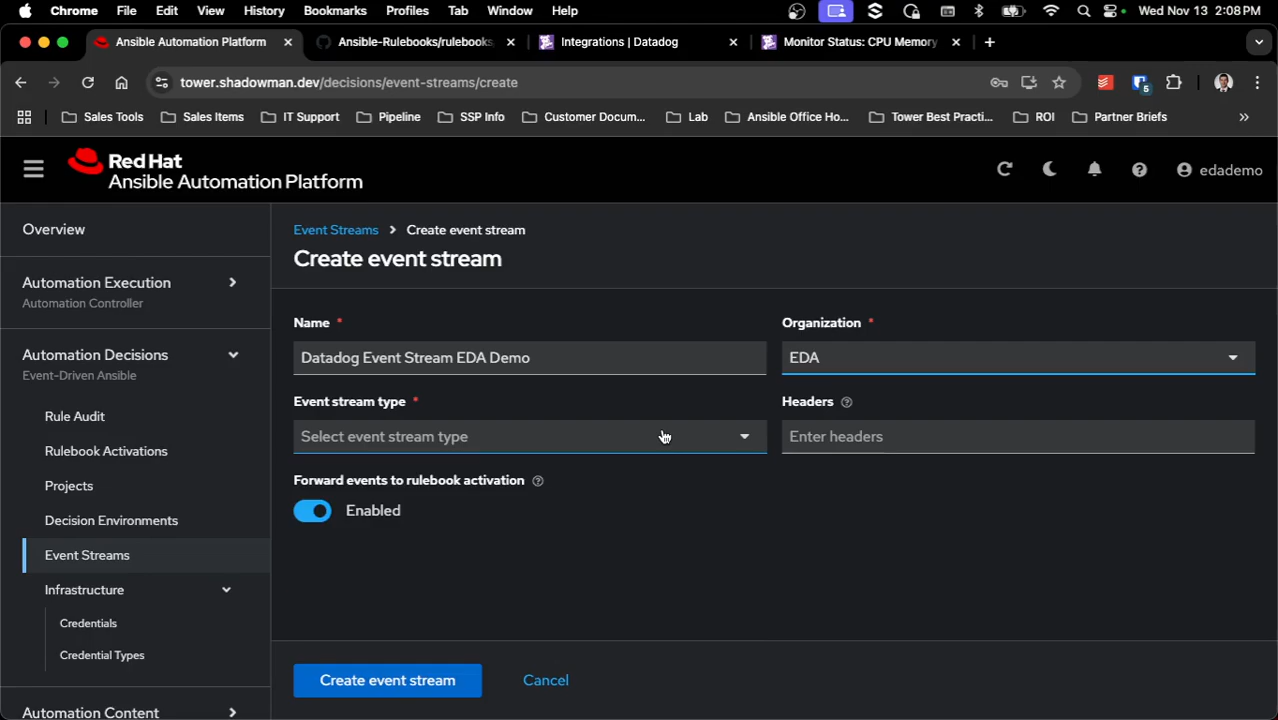 Chrome File Edit View History Bookmarks Profiles Tab Window Help Wed Nov 13 2:08 PM
Ansible Automation Platform Ansible-Rulebooks/rulebooks, Integrations | Datadog Monitor Status: CPU Memory
tower.shadowman.dev/decisions/event-streams/create 5
Sales Tools Sales Items IT Support Pipeline SSP Info Customer Docum... Lab Ansible Office Ho... Tower Best Practi... ROI Partner Briefs »
Red Hat
Ansible Automation Platform
edademo
Overview
Event Streams > Create event stream
Create event stream
Automation Execution
Automation Controller
Name *
Organization *
Datadog Event Stream EDA Demo
EDA
Automation Decisions
Event-Driven Ansible
Event stream type *
Headers
Select event stream type
Enter headers
Rule Audit
Rulebook Activations
Projects
Decision Environments
Event Streams
Infrastructure
Credentials
Credential Types
Automation Content
Forward events to rulebook activation
Enabled
Create event stream Cancel